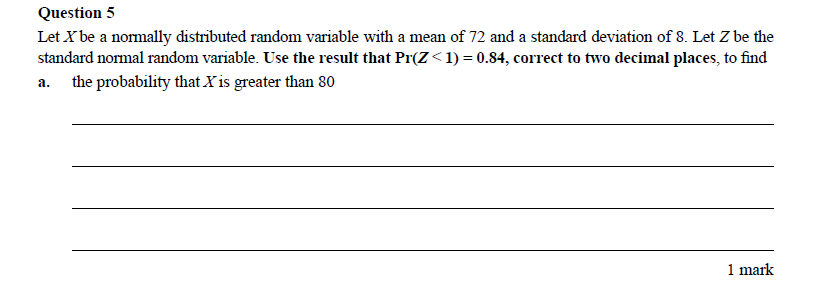 Question 5
Let X be a normally distributed random variable with a mean of 72 and a standard deviation of 8. Let Z be the
standard normal random variable. Use the result that Pr(Z < 1) = 0.84, correct to two decimal places, to find
a. the probability that X is greater than 80
1 mark